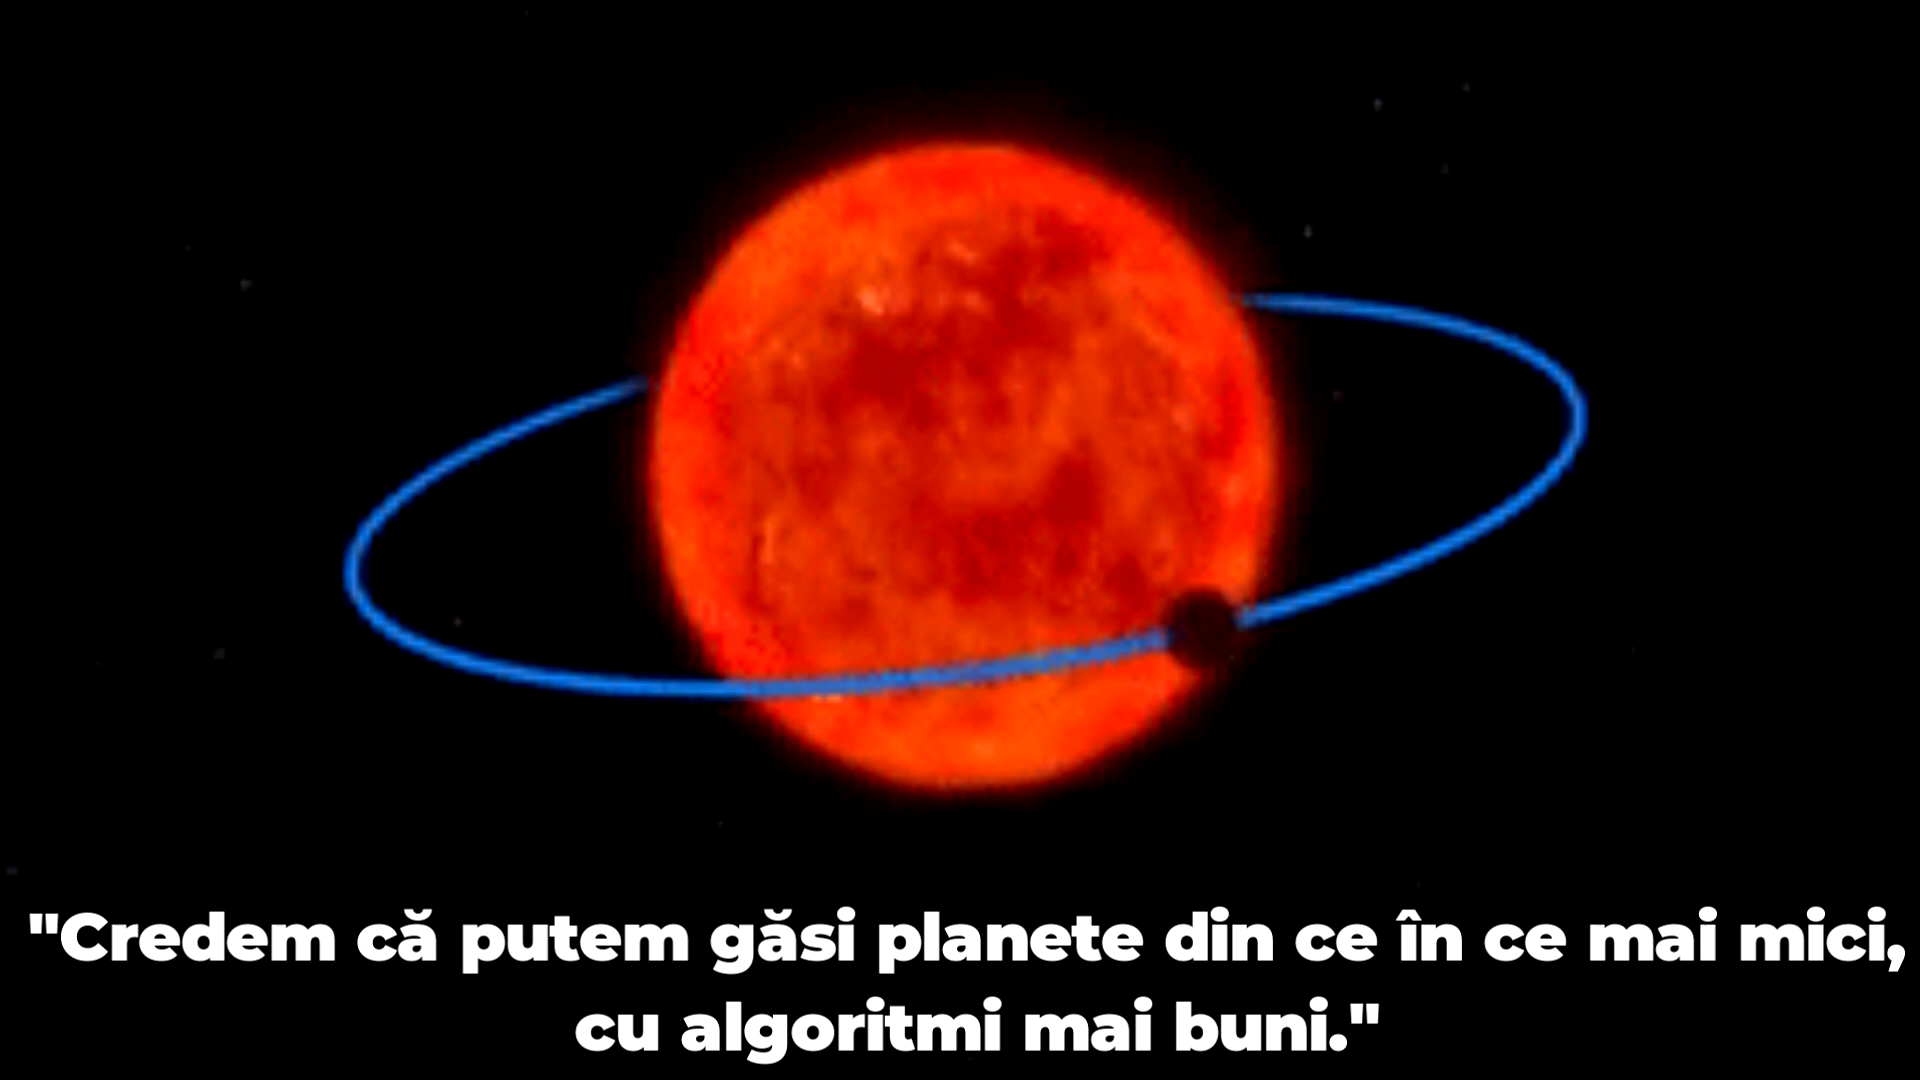 "Credem că putem găsi planete din ce în ce mai mici,
cu algoritmi mai buni."